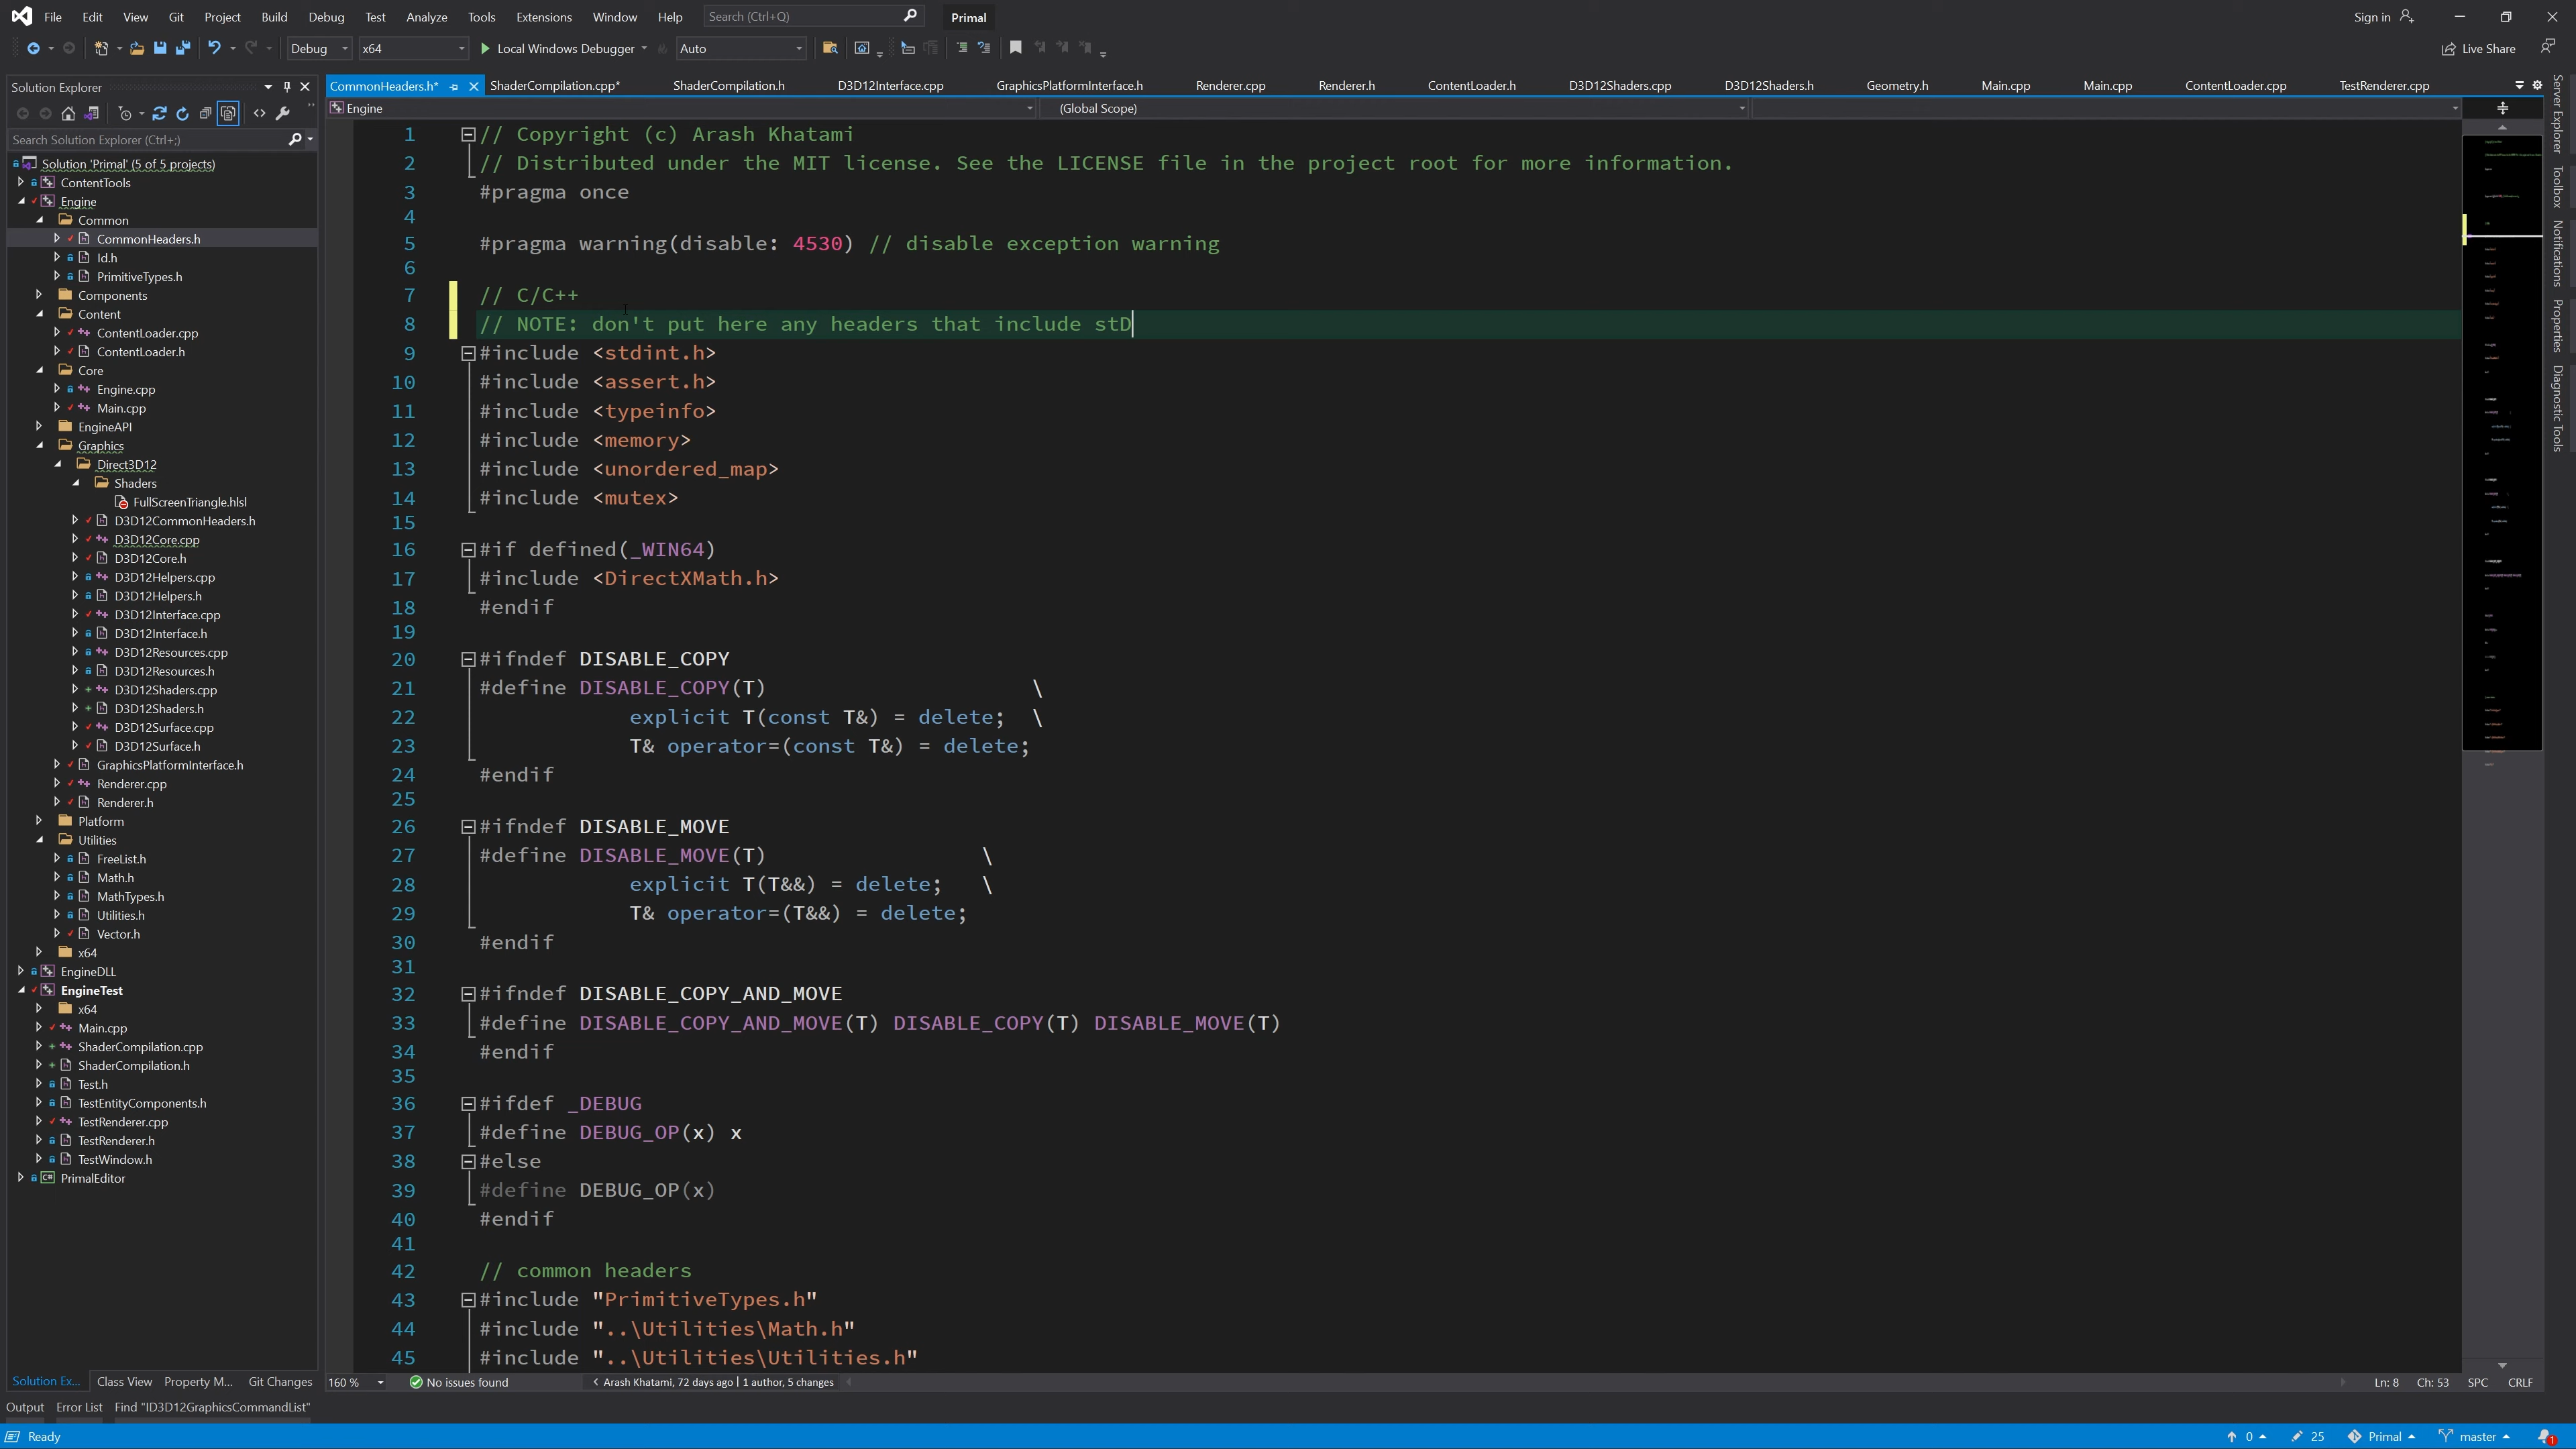 File Edit View Git Project Build Debug Test Analyze Tools Extensions Window Help Search (Ctrl+Q) Primal Sign in
Debug x64 Local Windows Debugger Auto Live Share
Solution Explorer
Search Solution Explorer (Ctrl+;)
Solution 'Primal' (5 of 5 projects)
ContentTools
Engine
Common
CommonHeaders.h
Id.h
PrimitiveTypes.h
Components
Content
ContentLoader.cpp
ContentLoader.h
Core
Engine.cpp
Main.cpp
EngineAPI
Graphics
Direct3D12
Shaders
FullScreenTriangle.hlsl
D3D12CommonHeaders.h
D3D12Core.cpp
D3D12Core.h
D3D12Helpers.cpp
D3D12Helpers.h
D3D12Interface.cpp
D3D12Interface.h
D3D12Resources.cpp
D3D12Resources.h
D3D12Shaders.cpp
D3D12Shaders.h
D3D12Surface.cpp
D3D12Surface.h
GraphicsPlatformInterface.h
Renderer.cpp
Renderer.h
Platform
Utilities
FreeList.h
Math.h
MathTypes.h
Utilities.h
Vector.h
x64
EngineDLL
EngineTest
x64
Main.cpp
ShaderCompilation.cpp
ShaderCompilation.h
Test.h
TestEntityComponents.h
TestRenderer.cpp
TestRenderer.h
TestWindow.h
PrimalEditor
Solution Ex... Class View Property M... Git Changes
CommonHeaders.h* ShaderCompilation.cpp* ShaderCompilation.h D3D12Interface.cpp GraphicsPlatformInterface.h Renderer.cpp Renderer.h ContentLoader.h D3D12Shaders.cpp D3D12Shaders.h Geometry.h Main.cpp Main.cpp ContentLoader.cpp TestRenderer.cpp
Engine (Global Scope)
1 // Copyright (c) Arash Khatami
2 // Distributed under the MIT license. See the LICENSE file in the project root for more information.
3 #pragma once
4
5 #pragma warning(disable: 4530) // disable exception warning
6
7 // C/C++
8 // NOTE: don't put here any headers that include stD
9 #include <stdint.h>
10 #include <assert.h>
11 #include <typeinfo>
12 #include <memory>
13 #include <unordered_map>
14 #include <mutex>
15
16 #if defined(_WIN64)
17 #include <DirectXMath.h>
18 #endif
19
20 #ifndef DISABLE_COPY
21 #define DISABLE_COPY(T) \
22 explicit T(const T&) = delete; \
23 T& operator=(const T&) = delete;
24 #endif
25
26 #ifndef DISABLE_MOVE
27 #define DISABLE_MOVE(T) \
28 explicit T(T&&) = delete; \
29 T& operator=(T&&) = delete;
30 #endif
31
32 #ifndef DISABLE_COPY_AND_MOVE
33 #define DISABLE_COPY_AND_MOVE(T) DISABLE_COPY(T) DISABLE_MOVE(T)
34 #endif
35
36 #ifdef _DEBUG
37 #define DEBUG_OP(x) x
38 #else
39 #define DEBUG_OP(x)
40 #endif
41
42 // common headers
43 #include "PrimitiveTypes.h"
44 #include "..\Utilities\Math.h"
45 #include "..\Utilities\Utilities.h"
160 % No issues found < Arash Khatami, 72 days ago | 1 author, 5 changes Ln: 8 Ch: 53 SPC CRLF
Server Explorer
Toolbox
Notifications
Properties
Diagnostic Tools
Output Error List Find "ID3D12GraphicsCommandList"
Ready 0 25 Primal master 1